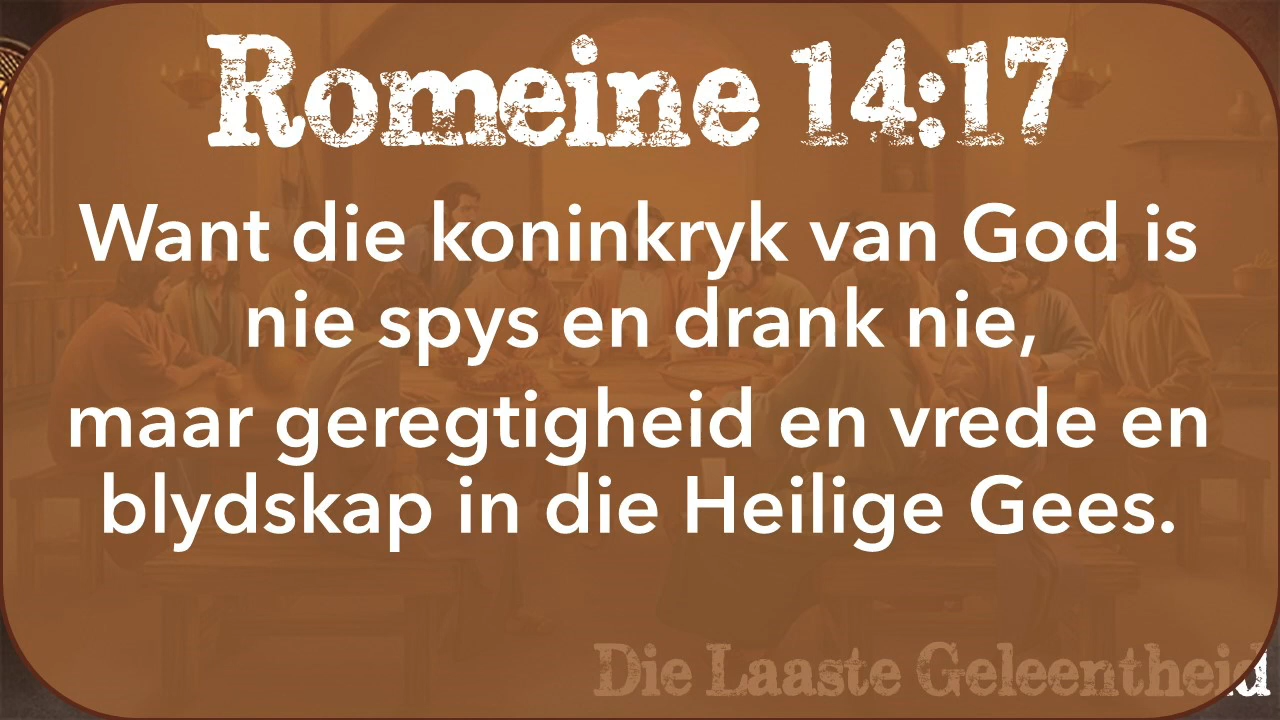 Romeine 14:17
Want die koninkryk van God is
nie spys en drank nie,
maar geregtigheid en vrede en
blydskap in die Heilige Gees.
Die Laaste Geleentheid